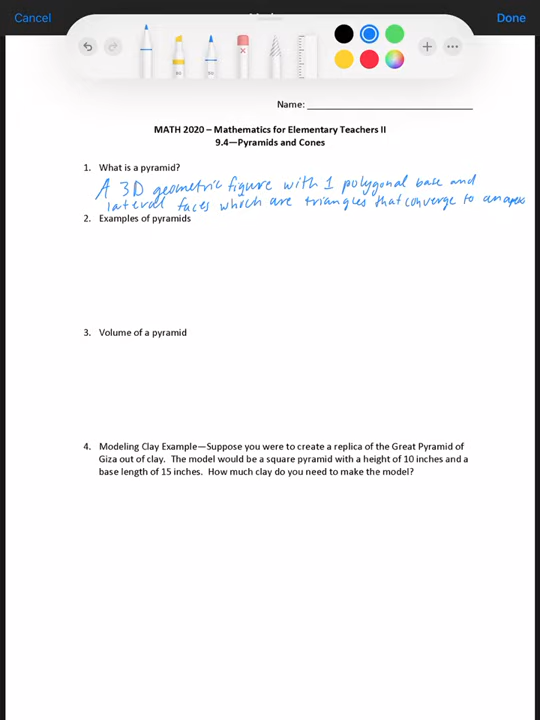 Cancel
Done
Name: ____________________
MATH 2020 – Mathematics for Elementary Teachers II
9.4—Pyramids and Cones
1. What is a pyramid?
A 3D geometric figure with 1 polygonal base and
lateral faces which are triangles that converge to an apex
2. Examples of pyramids
3. Volume of a pyramid
4. Modeling Clay Example—Suppose you were to create a replica of the Great Pyramid of
Giza out of clay. The model would be a square pyramid with a height of 10 inches and a
base length of 15 inches. How much clay do you need to make the model?